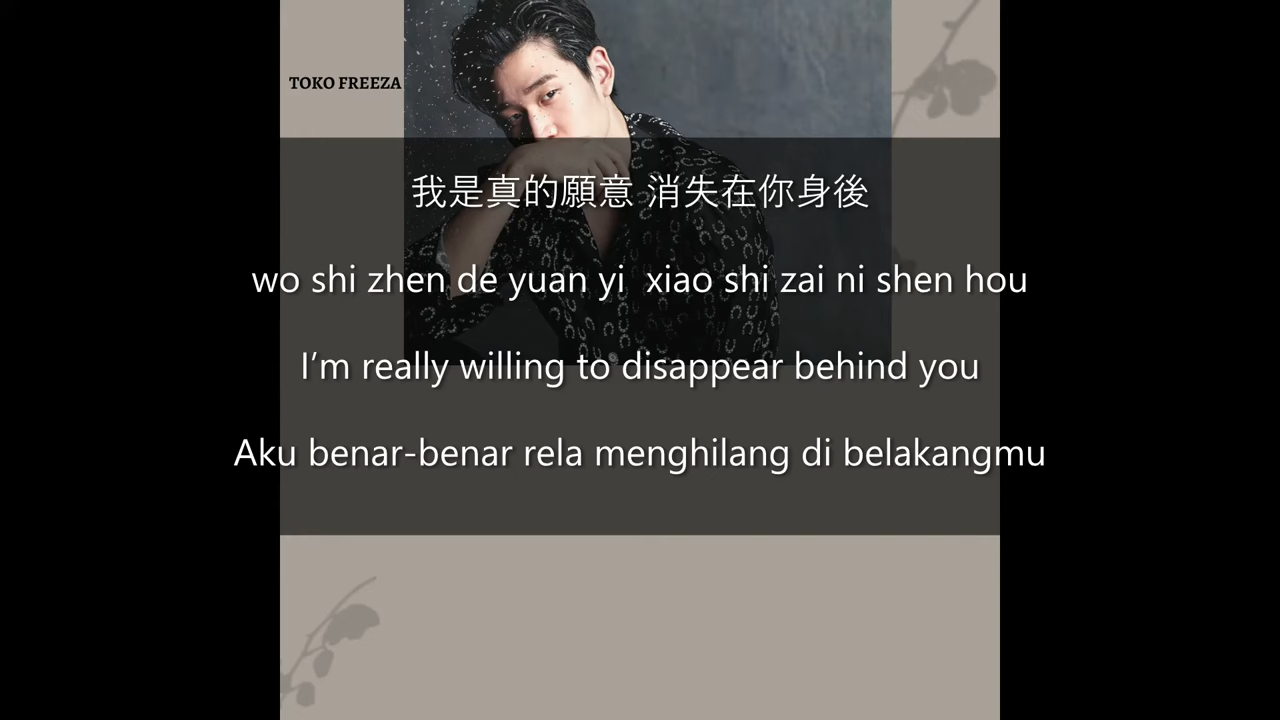 TOKO FREEZA
我是真的願意 消失在你身後
wo shi zhen de yuan yi  xiao shi zai ni shen hou
I’m really willing to disappear behind you
Aku benar-benar rela menghilang di belakangmu